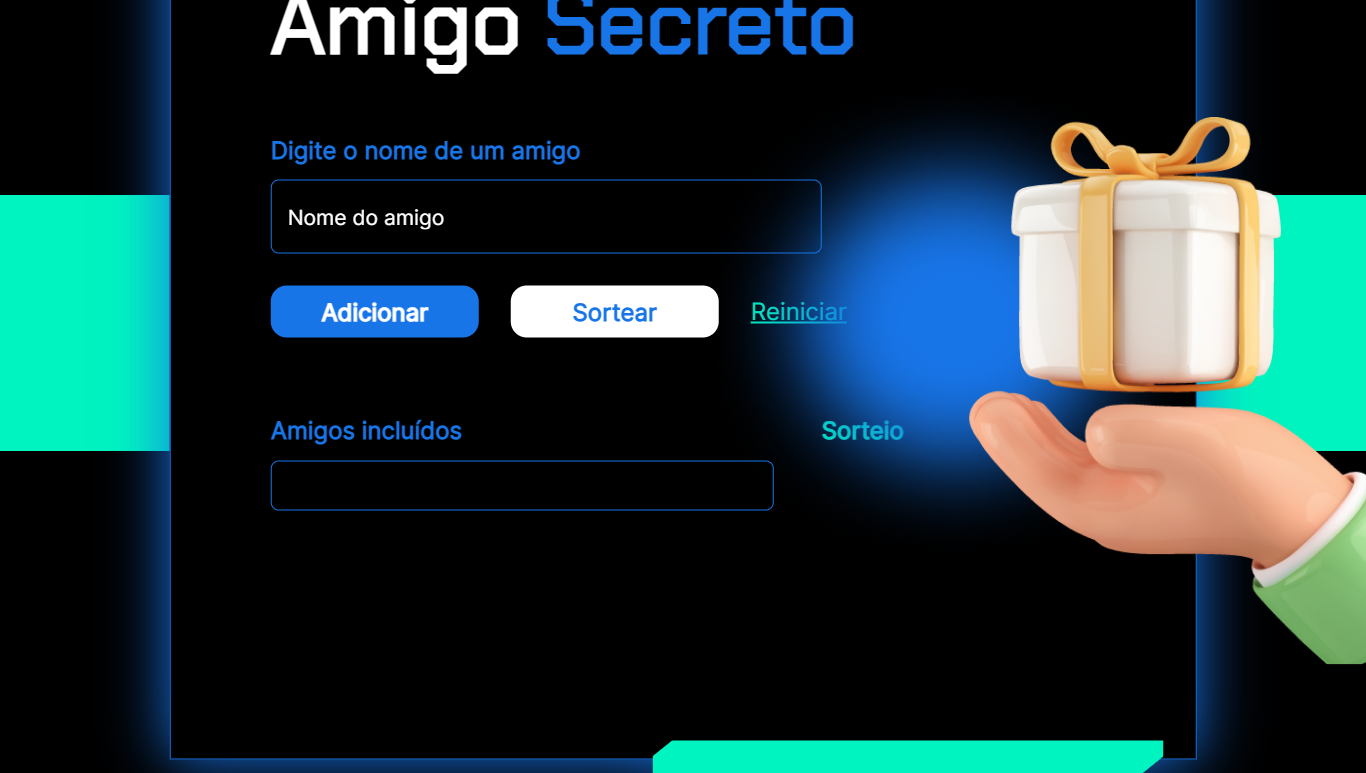 Amigo Secreto
Digite o nome de um amigo
Nome do amigo
Adicionar Sortear Reiniciar
Amigos incluídos Sorteio